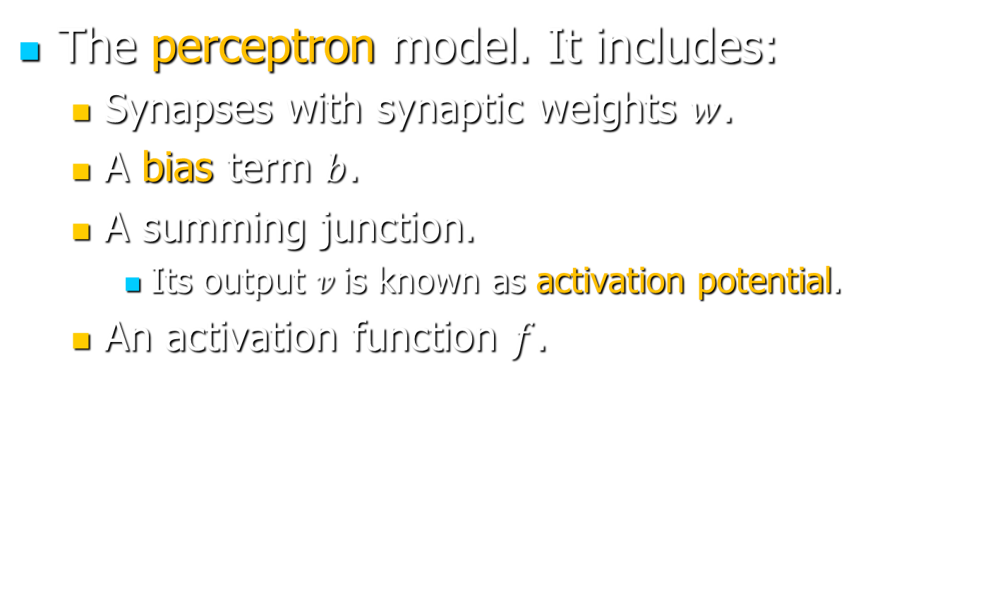 The perceptron model. It includes:
Synapses with synaptic weights w.
A bias term b.
A summing junction.
Its output v is known as activation potential.
An activation function f.